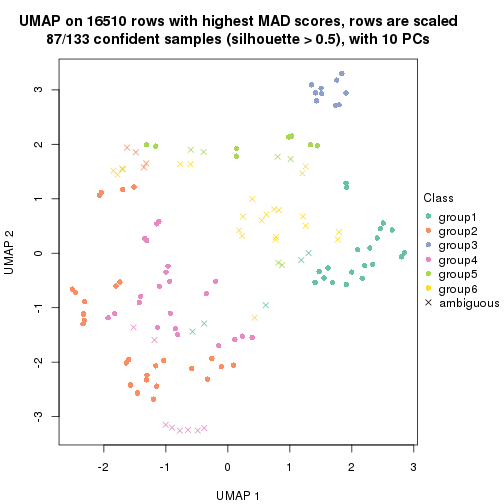 UMAP on 16510 rows with highest MAD scores, rows are scaled
87/133 confident samples (silhouette > 0.5), with 10 PCs
3
2
1
0
-1
-2
-3
UMAP 2
-2
-1
0
1
2
3
UMAP 1
Class
group1
group2
group3
group4
group5
group6
ambiguous